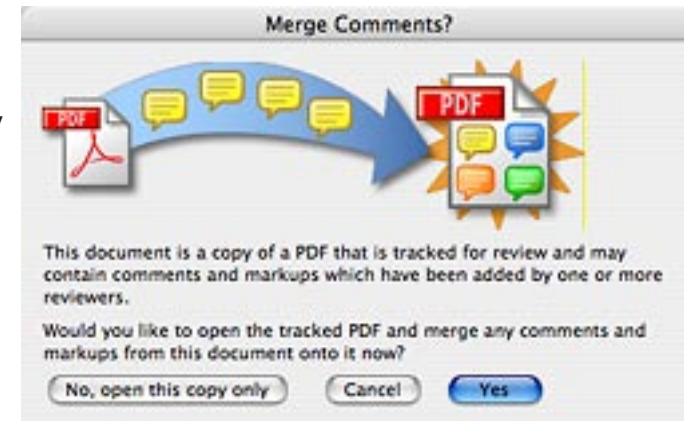 Merge Comments?
PDF
PDF
This document is a copy of a PDF that is tracked for review and may
contain comments and markups which have been added by one or more
reviewers.
Would you like to open the tracked PDF and merge any comments and
markups from this document onto it now?
No, open this copy only Cancel Yes